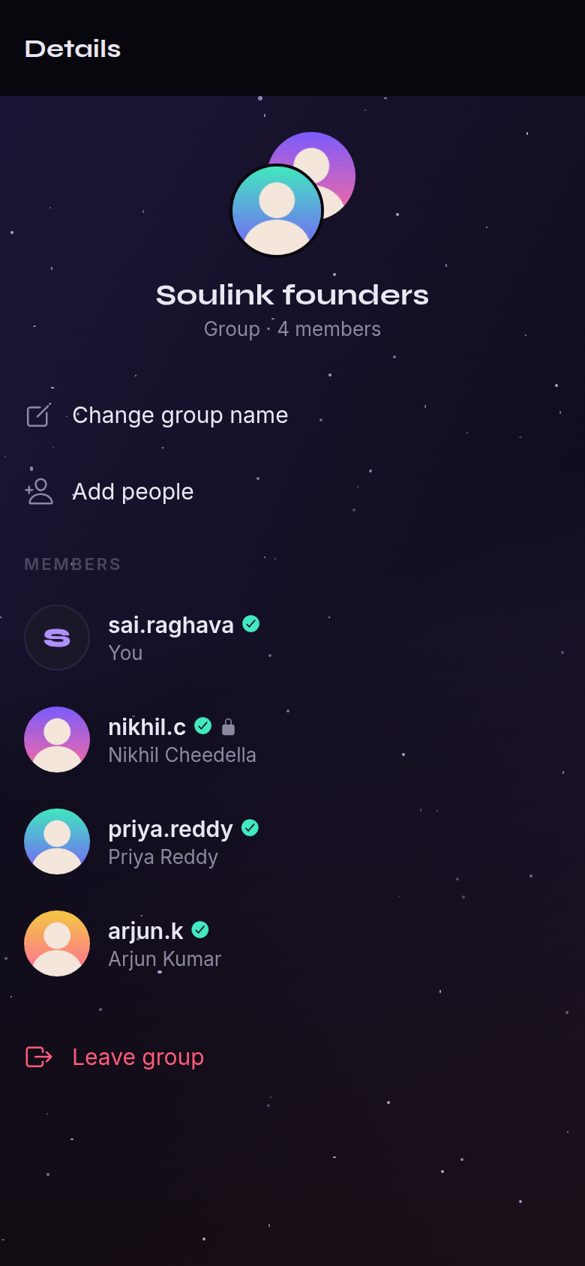 Details
Soulink founders
Group · 4 members
Change group name
Add people
MEMBERS
sai.raghava
You
nikhil.c
Nikhil Cheedella
priya.reddy
Priya Reddy
arjun.k
Arjun Kumar
Leave group